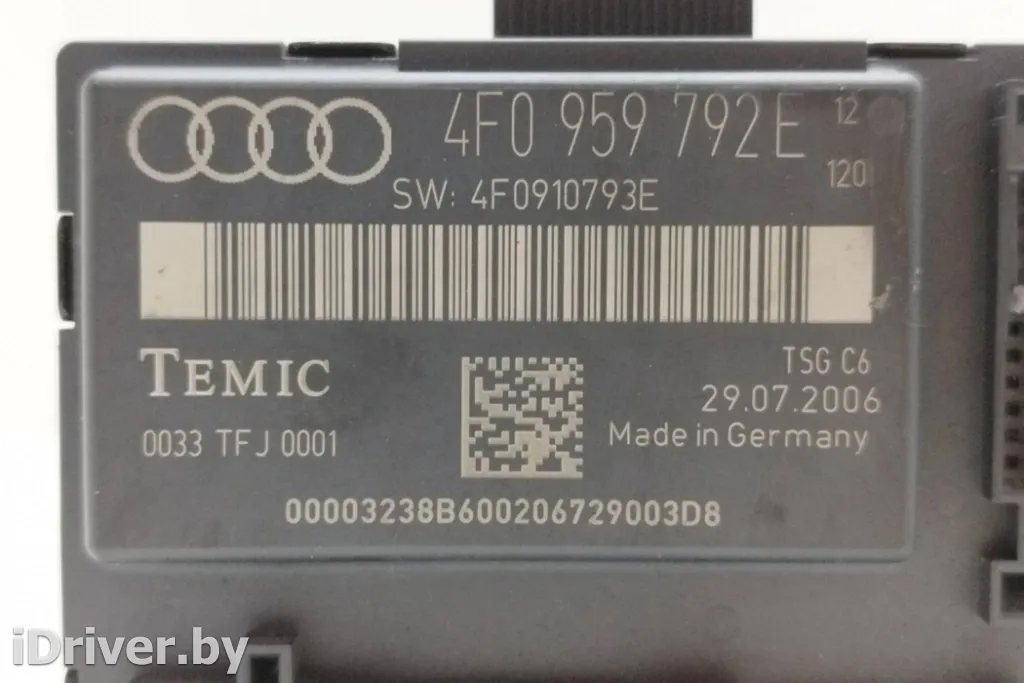 4F0 959 792E 12
120
SW: 4F0910793E
TEMIC
TSG C6
29.07.2006
0033 TFJ 0001
Made in Germany
00003238B600206729003D8
iDriver.by